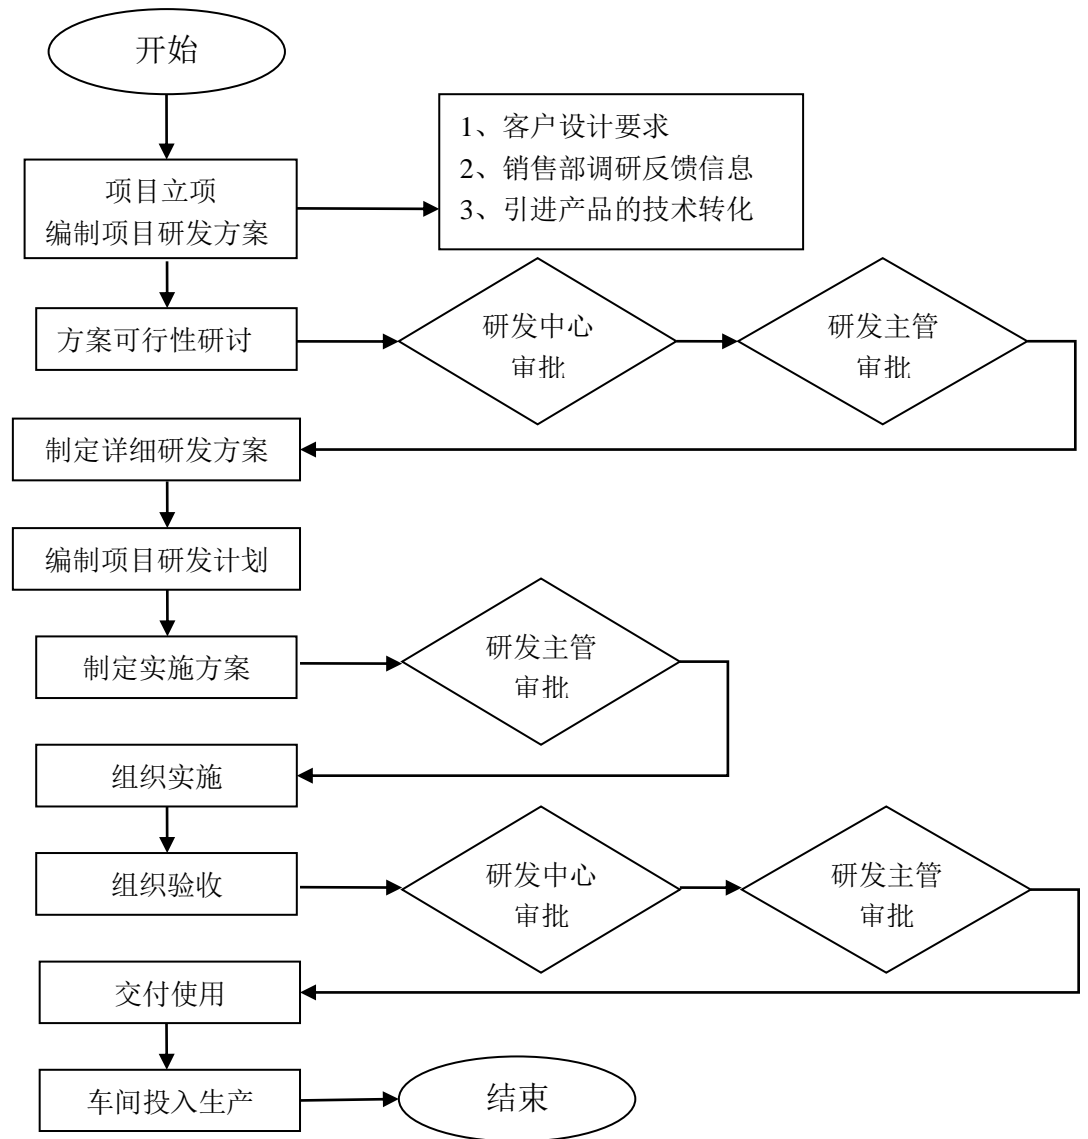 开始
1、客户设计要求
2、销售部调研反馈信息
3、引进产品的技术转化
项目立项
编制项目研发方案
方案可行性研讨
研发中心
审批
研发主管
审批
制定详细研发方案
编制项目研发计划
制定实施方案
研发主管
审批
组织实施
组织验收
研发中心
审批
研发主管
审批
交付使用
车间投入生产
结束